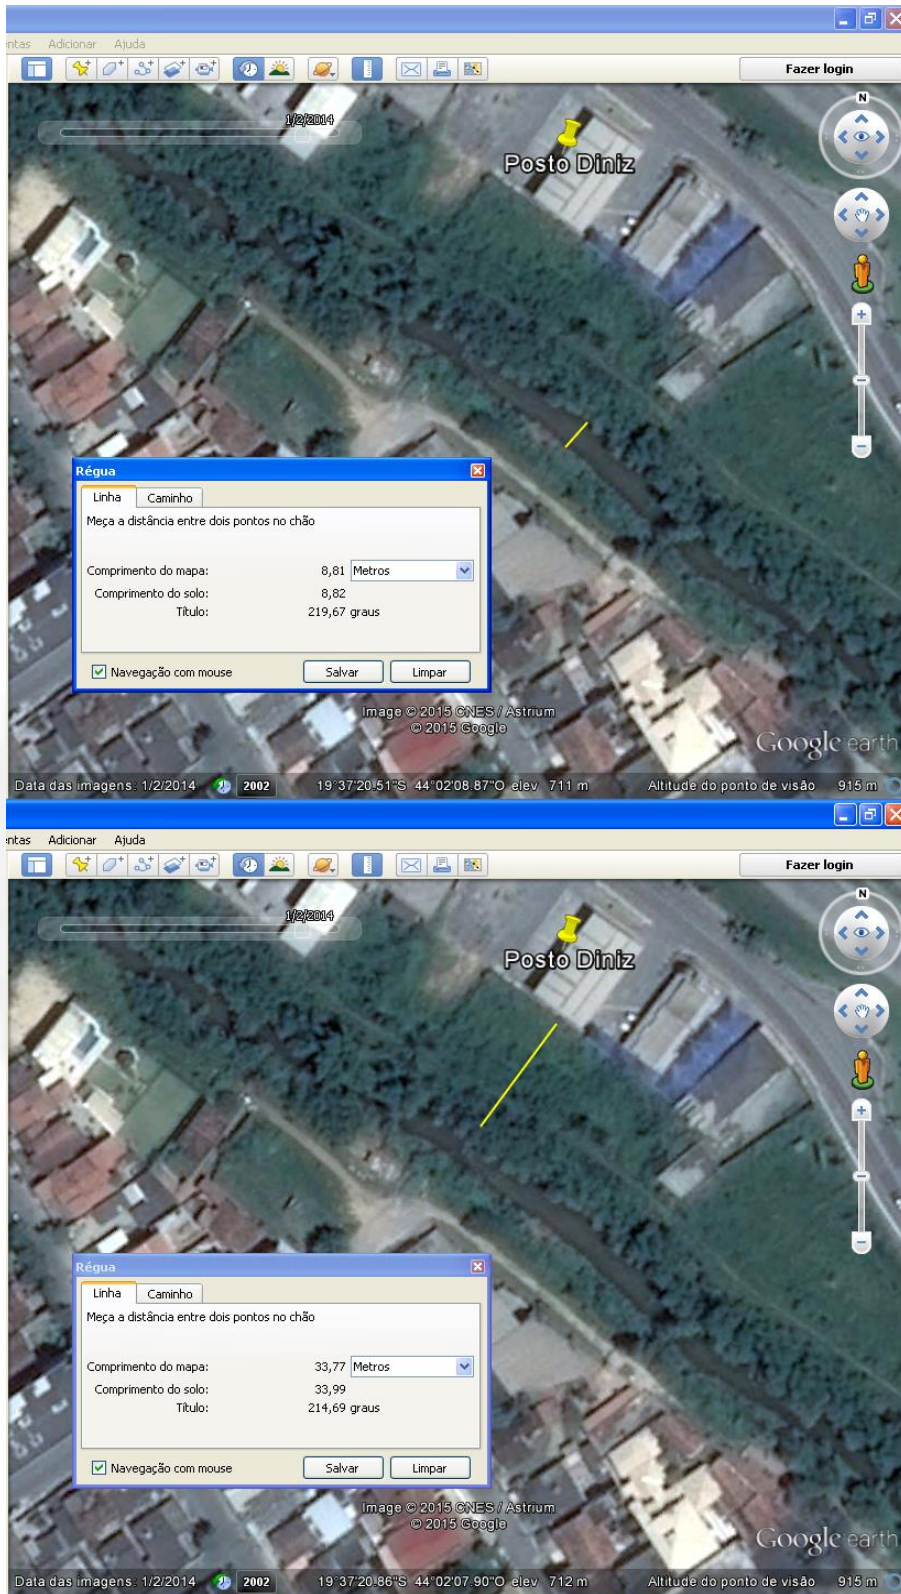 entas Adicionar Ajuda
Fazer login
1/2/2014
N
Posto Diniz
Régua
Linha Caminho
Meça a distância entre dois pontos no chão
Comprimento do mapa: 8,81 Metros
Comprimento do solo: 8,82
Título: 219,67 graus
Navegação com mouse Salvar Limpar
Image © 2015 CNES / Astrium
© 2015 Google
Google earth
Data das imagens: 1/2/2014 2002 19°37'20.51"S 44°02'08.87"O elev 711 m Altitude do ponto de visão 915 m
entas Adicionar Ajuda
Fazer login
1/2/2014
N
Posto Diniz
Régua
Linha Caminho
Meça a distância entre dois pontos no chão
Comprimento do mapa: 33,77 Metros
Comprimento do solo: 33,99
Título: 214,69 graus
Navegação com mouse Salvar Limpar
Image © 2015 CNES / Astrium
© 2015 Google
Google earth
Data das imagens: 1/2/2014 2002 19°37'20.86"S 44°02'07.90"O elev 712 m Altitude do ponto de visão 915 m